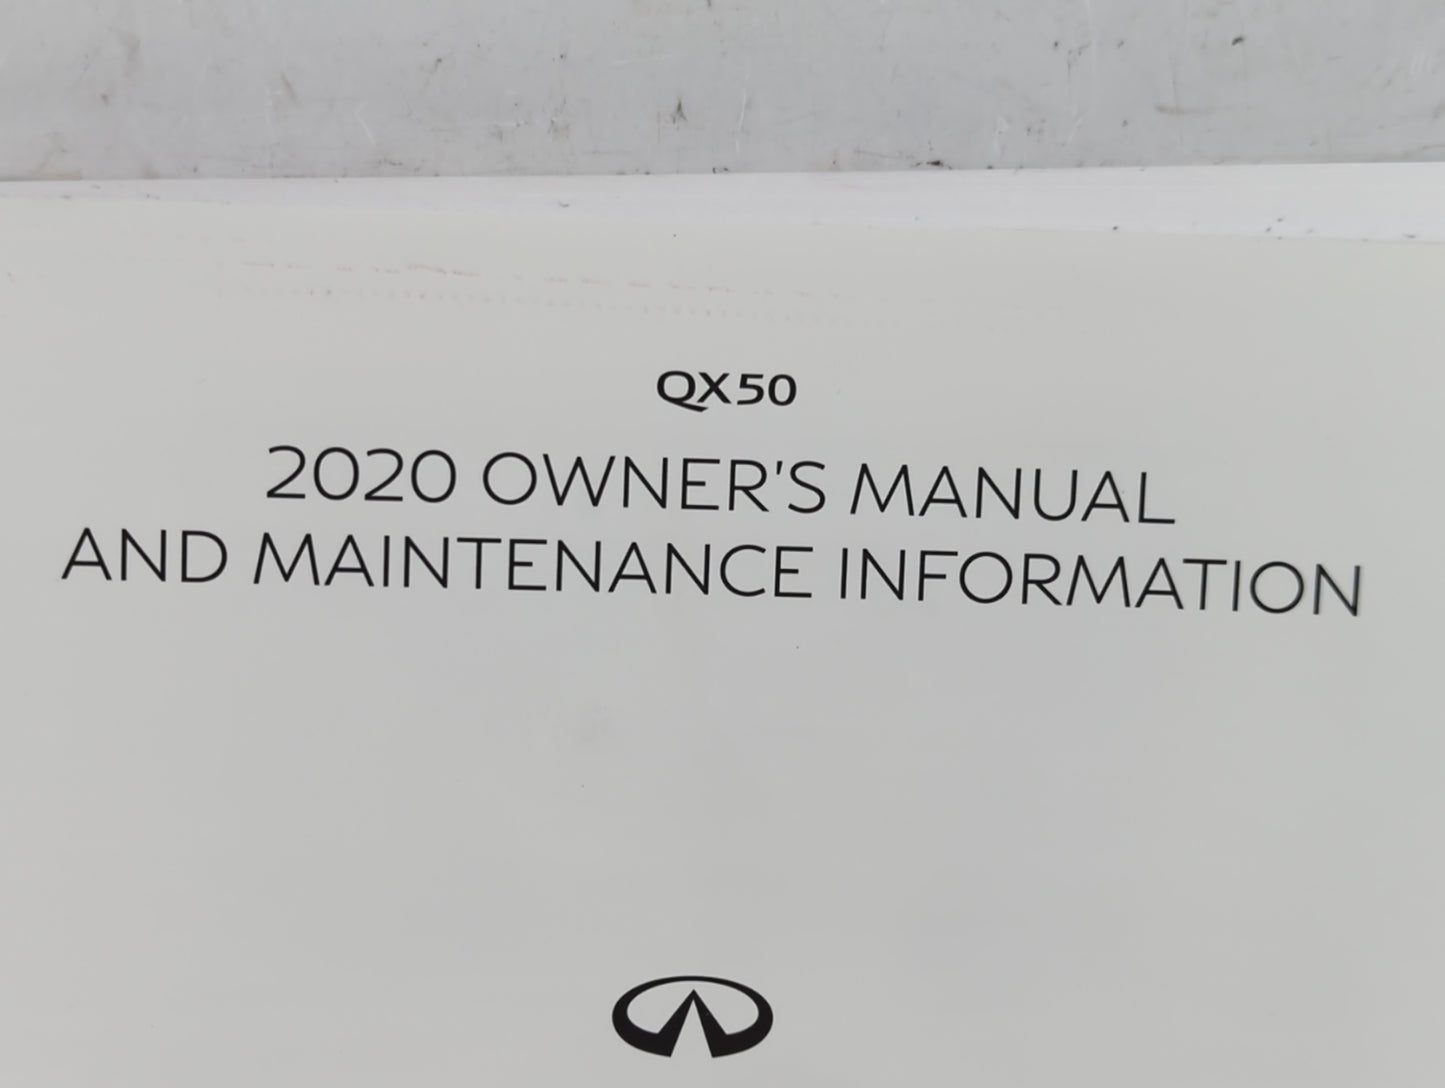 QX50
2020 OWNER'S MANUAL
AND MAINTENANCE INFORMATION